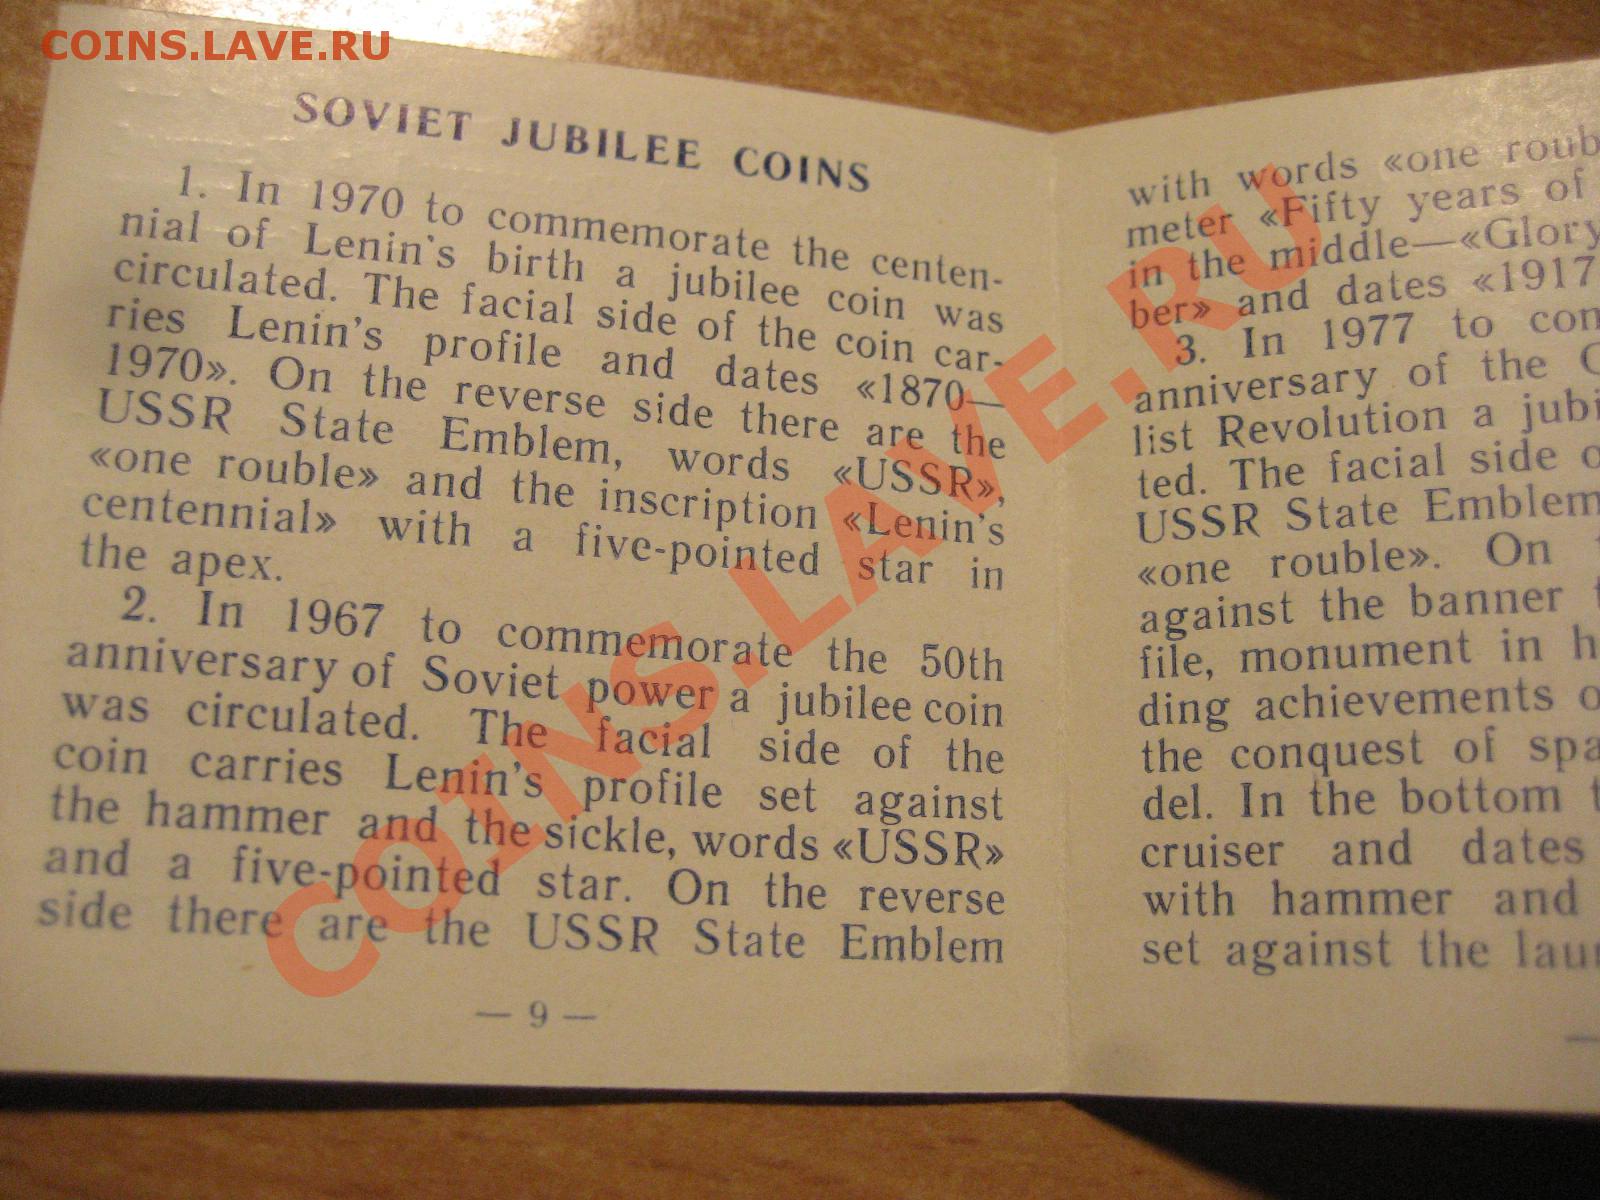 COINS.LAVE.RU
SOVIET JUBILEE COINS
1. In 1970 to commemorate the centen-
nial of Lenin's birth a jubilee coin was
circulated. The facial side of the coin car-
ries Lenin's profile and dates «1870—
1970». On the reverse side there are the
USSR State Emblem, words «USSR»,
«one rouble» and the inscription «Lenin's
centennial» with a five-pointed star in
the apex.
2. In 1967 to commemorate the 50th
anniversary of Soviet power a jubilee coin
was circulated. The facial side of the
coin carries Lenin's profile set against
the hammer and the sickle, words «USSR»
and a five-pointed star. On the reverse
side there are the USSR State Emblem
— 9 —
with words «one roub
meter «Fifty years of
in the middle—«Glory
ber» and dates «1917
3. In 1977 to com
anniversary of the
list Revolution a jubi
ted. The facial side
USSR State Emblem
«one rouble». On
against the banner
file, monument in h
ding achievements
the conquest of spa
del. In the bottom
cruiser and dates
with hammer and
set against the lau
COINS.LAVE.RU